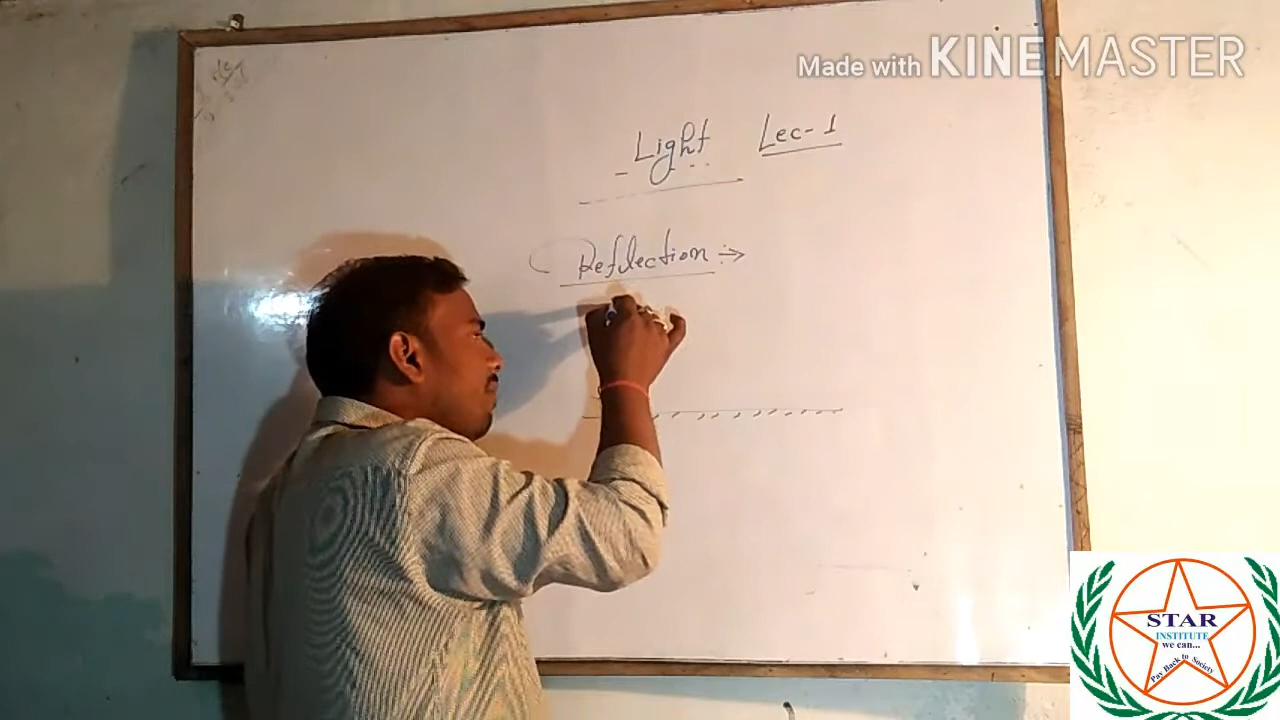 Made with KINEMASTER
Light Lec-1
Reflection :→
STAR
INSTITUTE
we can...
Pay Back to Society